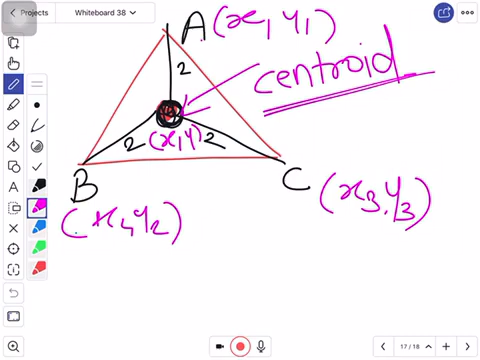 Projects
Whiteboard 38
A (x1 y1)
2
centroid
(x, y)
2
2
B
C
(x3, y3)
(x2 y2)
A
17 / 18